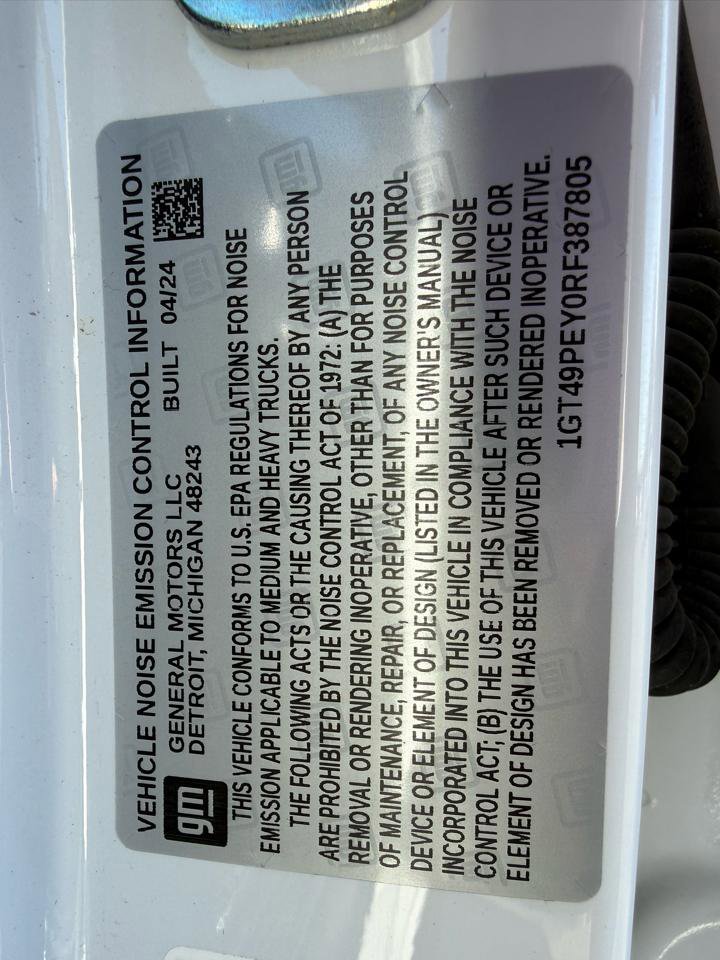 VEHICLE NOISE EMISSION CONTROL INFORMATION
gm
GENERAL MOTORS LLC
DETROIT, MICHIGAN 48243 BUILT 04/24
THIS VEHICLE CONFORMS TO U.S. EPA REGULATIONS FOR NOISE
EMISSION APPLICABLE TO MEDIUM AND HEAVY TRUCKS.
THE FOLLOWING ACTS OR THE CAUSING THEREOF BY ANY PERSON
ARE PROHIBITED BY THE NOISE CONTROL ACT OF 1972: (A) THE
REMOVAL OR RENDERING INOPERATIVE, OTHER THAN FOR PURPOSES
OF MAINTENANCE, REPAIR, OR REPLACEMENT, OF ANY NOISE CONTROL
DEVICE OR ELEMENT OF DESIGN (LISTED IN THE OWNER'S MANUAL)
INCORPORATED INTO THIS VEHICLE IN COMPLIANCE WITH THE NOISE
CONTROL ACT; (B) THE USE OF THIS VEHICLE AFTER SUCH DEVICE OR
ELEMENT OF DESIGN HAS BEEN REMOVED OR RENDERED INOPERATIVE.
1GT49PEY0RF387805